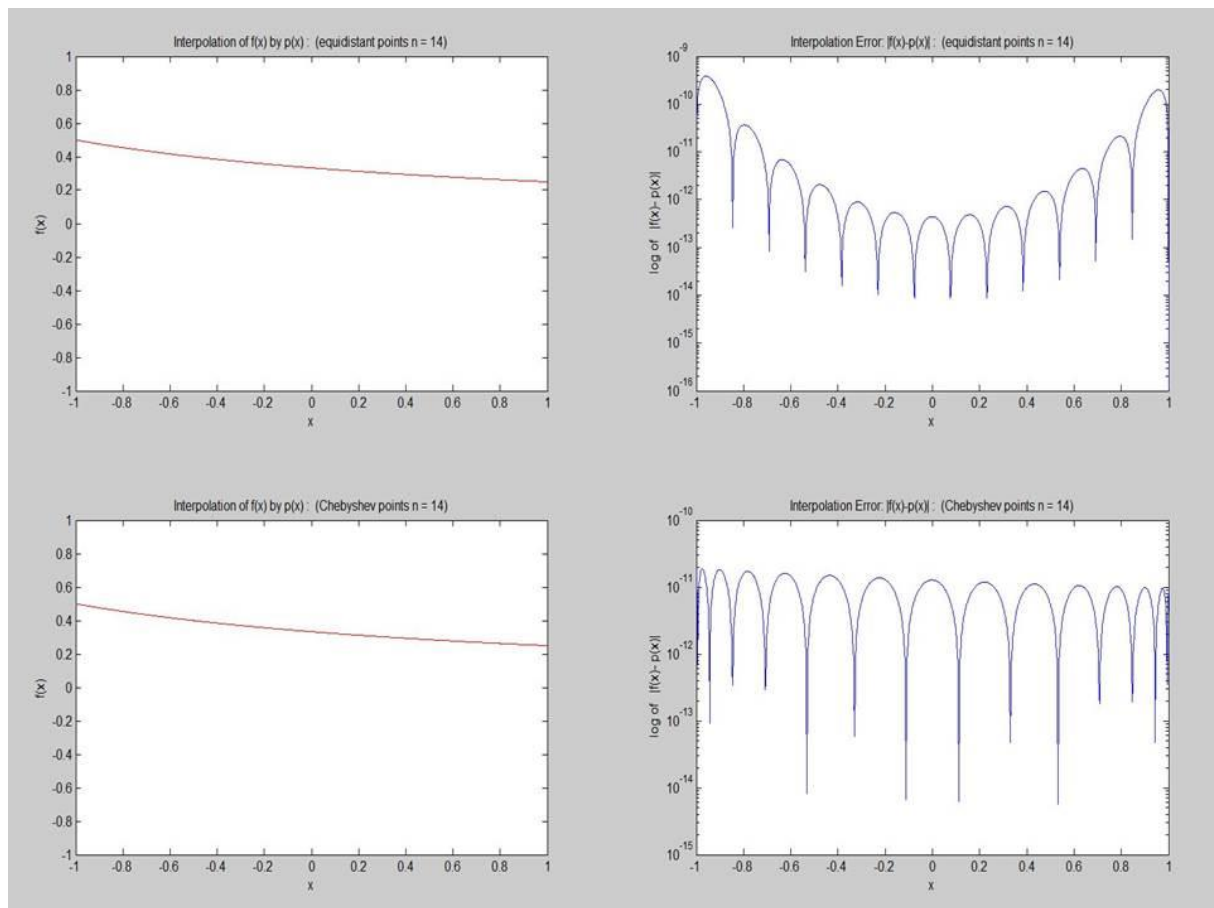 Interpolation of f(x) by p(x) : (equidistant points n = 14)
1
0.8
0.6
0.4
0.2
0
-0.2
-0.4
-0.6
-0.8
-1
f(x)
-1 -0.8 -0.6 -0.4 -0.2 0 0.2 0.4 0.6 0.8 1
x
Interpolation Error: |f(x)-p(x)| : (equidistant points n = 14)
10^-9
10^-10
10^-11
10^-12
10^-13
10^-14
10^-15
10^-16
log of |f(x)- p(x)|
-1 -0.8 -0.6 -0.4 -0.2 0 0.2 0.4 0.6 0.8 1
x
Interpolation of f(x) by p(x) : (Chebyshev points n = 14)
1
0.8
0.6
0.4
0.2
0
-0.2
-0.4
-0.6
-0.8
-1
f(x)
-1 -0.8 -0.6 -0.4 -0.2 0 0.2 0.4 0.6 0.8 1
x
Interpolation Error: |f(x)-p(x)| : (Chebyshev points n = 14)
10^-10
10^-11
10^-12
10^-13
10^-14
10^-15
log of |f(x)- p(x)|
-1 -0.8 -0.6 -0.4 -0.2 0 0.2 0.4 0.6 0.8 1
x